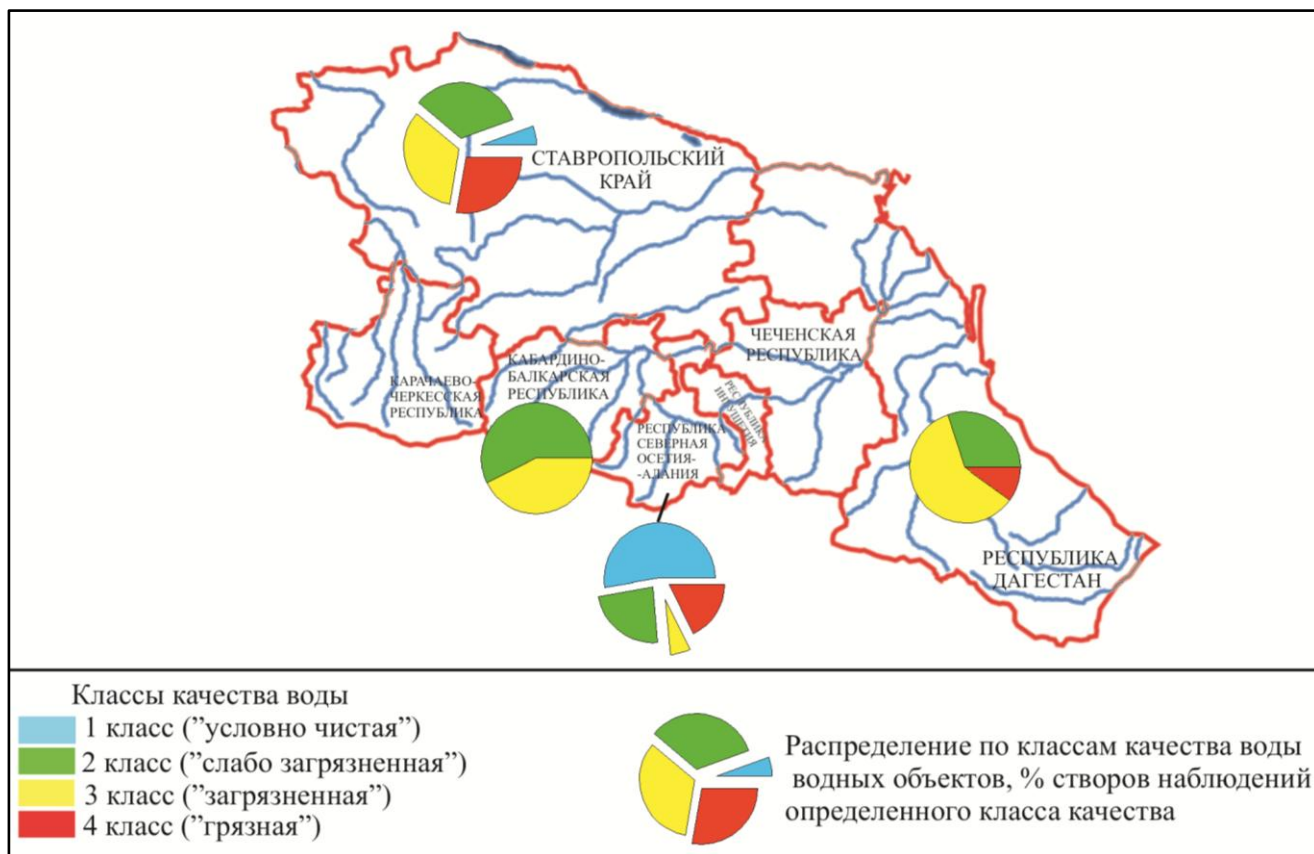 СТАВРОПОЛЬСКИЙ
КРАЙ
ЧЕЧЕНСКАЯ
РЕСПУБЛИКА
КАБАРДИНО-
БАЛКАРСКАЯ
РЕСПУБЛИКА
КАРАЧАЕВО-
ЧЕРКЕССКАЯ
РЕСПУБЛИКА
РЕСПУБЛИКА
ИНГУШЕТИЯ
РЕСПУБЛИКА
СЕВЕРНАЯ
ОСЕТИЯ-
-АЛАНИЯ
РЕСПУБЛИКА
ДАГЕСТАН
Классы качества воды
1 класс (”условно чистая”)
2 класс (”слабо загрязненная”)
3 класс (”загрязненная”)
4 класс (”грязная”)
Распределение по классам качества воды
водных объектов, % створов наблюдений
определенного класса качества